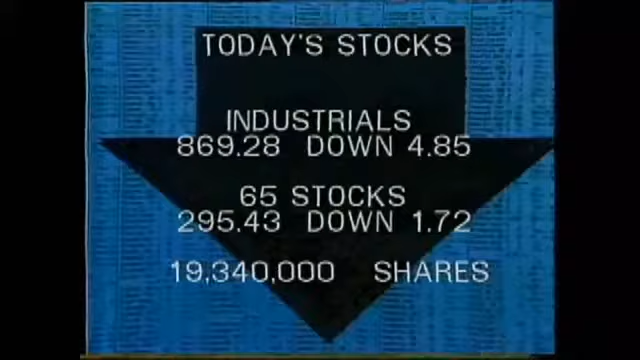 TODAY'S STOCKS
INDUSTRIALS
869.28 DOWN 4.85
65 STOCKS
295.43 DOWN 1.72
19,340,000 SHARES